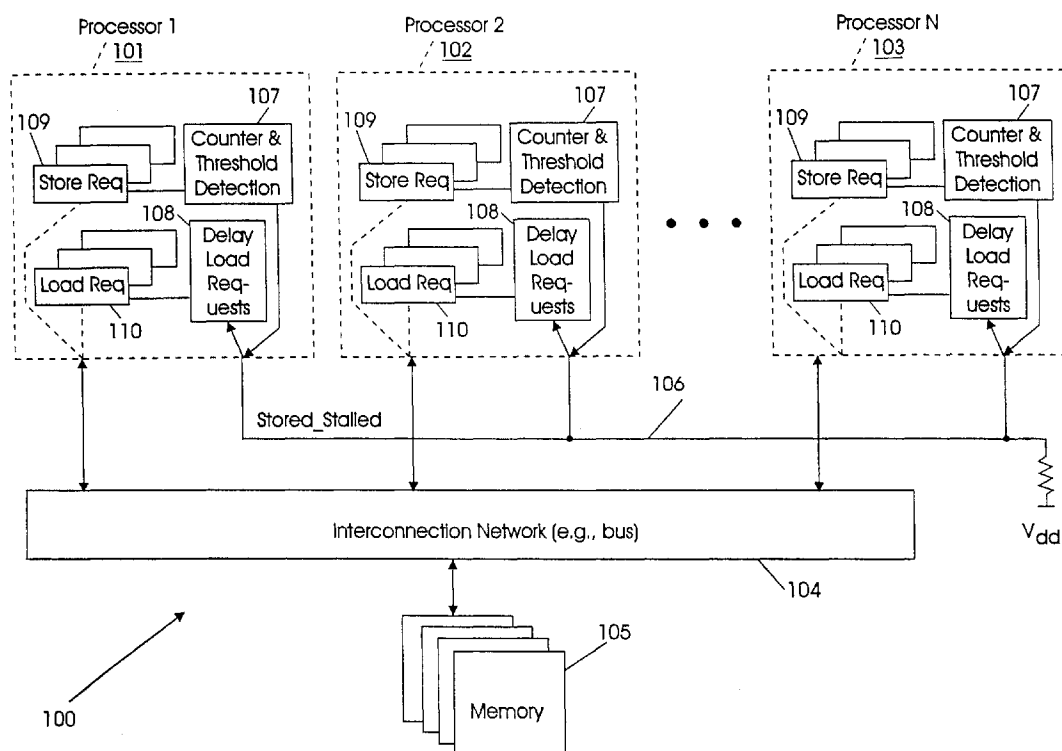 Processor 1
101
Processor 2
102
Processor N
103
107
109
Counter &
Threshold
Detection
Store Req
108
Delay
Load
Req-
uests
Load Req
110
107
109
Counter &
Threshold
Detection
Store Req
108
Delay
Load
Req-
uests
Load Req
110
107
109
Counter &
Threshold
Detection
Store Req
108
Delay
Load
Req-
uests
Load Req
110
Stored_Stalled
106
Vdd
Interconnection Network (e.g., bus)
104
105
Memory
100